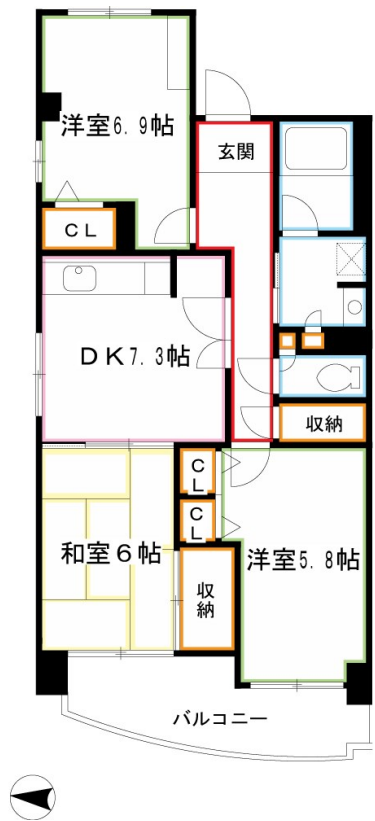 洋室6.9帖
玄関
CL
DK7.3帖
収納
CL
CL
和室6帖
洋室5.8帖
収納
バルコニー